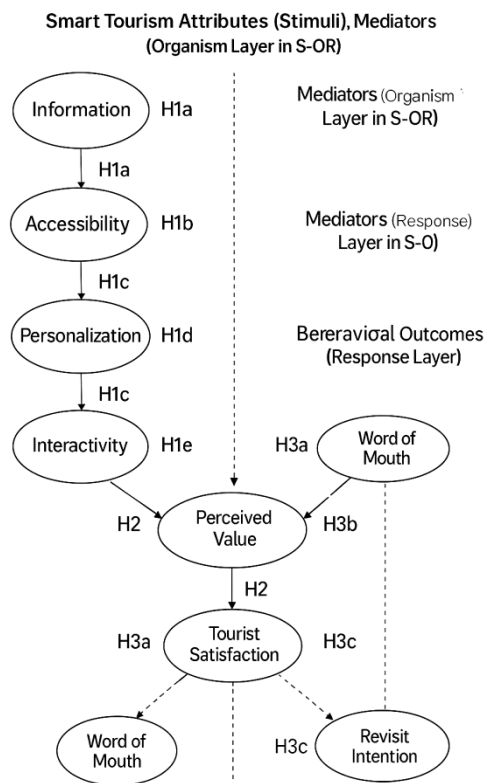 Smart Tourism Attributes (Stimuli), Mediators
(Organism Layer in S-OR)
Mediators (Organism
Layer in S-OR)
Information
H1a
H1a
Accessibility
H1b
Mediators (Response)
Layer in S-O)
H1c
Personalization
H1d
Bereraviσal Outcomes
(Response Layer)
H1c
Interactivity
H1e
H3a
Word of
Mouth
H2
Perceived
Value
H3b
H2
H3a
Tourist
Satisfaction
H3c
Word of
Mouth
H3c
Revisit
Intention